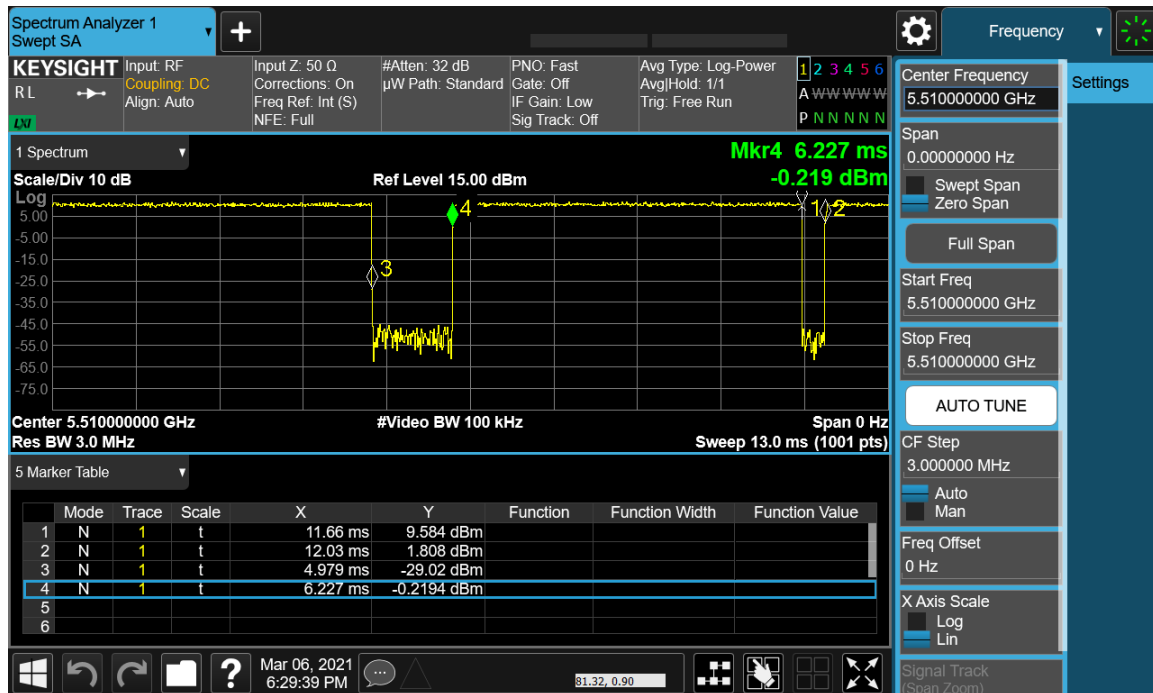 Spectrum Analyzer 1
Swept SA
+
Frequency
KEYSIGHT
RL
LXI
Input: RF
Coupling: DC
Align: Auto
Input Z: 50 Ω
Corrections: On
Freq Ref: Int (S)
NFE: Full
#Atten: 32 dB
µW Path: Standard
PNO: Fast
Gate: Off
IF Gain: Low
Sig Track: Off
Avg Type: Log-Power
Avg|Hold: 1/1
Trig: Free Run
1 2 3 4 5 6
A W W W W W
P N N N N N
1 Spectrum
Mkr4 6.227 ms
-0.219 dBm
Scale/Div 10 dB
Ref Level 15.00 dBm
Log
5.00
-5.00
-15.0
-25.0
-35.0
-45.0
-55.0
-65.0
-75.0
3
4
1
2
Center 5.510000000 GHz
#Video BW 100 kHz
Span 0 Hz
Res BW 3.0 MHz
Sweep 13.0 ms (1001 pts)
5 Marker Table
Mode Trace Scale X Y Function Function Width Function Value
1 N 1 t 11.66 ms 9.584 dBm
2 N 1 t 12.03 ms 1.808 dBm
3 N 1 t 4.979 ms -29.02 dBm
4 N 1 t 6.227 ms -0.2194 dBm
5
6
?
Mar 06, 2021
6:29:39 PM
81.32, 0.90
Center Frequency
5.510000000 GHz
Settings
Span
0.00000000 Hz
Swept Span
Zero Span
Full Span
Start Freq
5.510000000 GHz
Stop Freq
5.510000000 GHz
AUTO TUNE
CF Step
3.000000 MHz
Auto
Man
Freq Offset
0 Hz
X Axis Scale
Log
Lin
Signal Track
(Span Zoom)